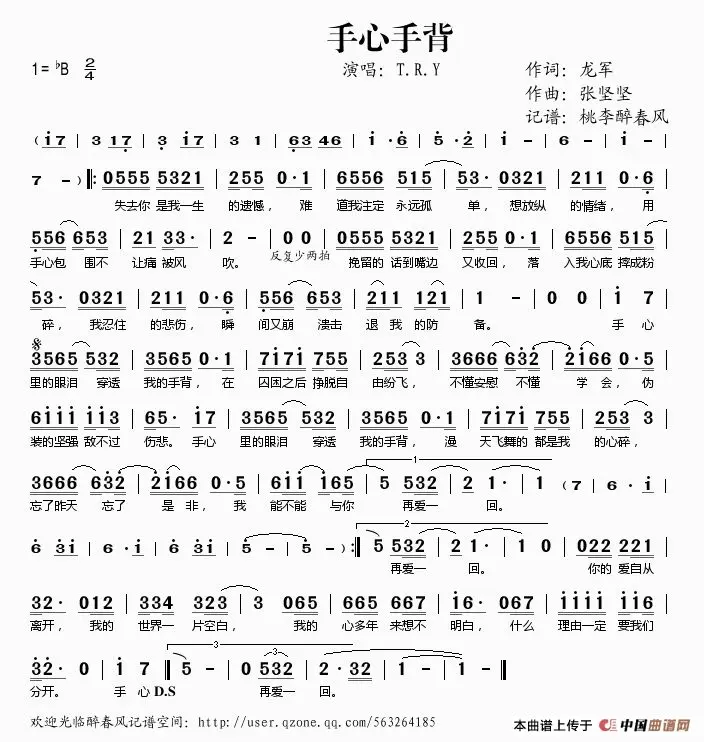 手心手背
1=♭B 2/4 演唱：T.R.Y 作词：龙军
作曲：张坚坚
记谱：桃李醉春风
(i7 | 3 17 | 3 i7 | 3 1 | 63 46 | i · 6 | 5 · 2 | i - | 6 i |
7 -) ‖: 0555 5321 | 255 0·1 | 6556 515 | 53· 0321 | 211 0·6 |
失去你 是我一生 的遗憾，难 道我注定 永远孤 单，想放纵 的情绪，用
556 653 | 21 33· | 2 - | 0 0 | 0555 5321 | 255 0·1 | 6556 515 |
手心包 围不 让痛 被风 吹。 反复少两拍 挽留的 话到嘴边 又收回，落 入我心底 摔成粉
53· 0321 | 211 0·6 | 556 653 | 211 121 | 1 - | 0 0 | i 7 |
碎，我忍住 的悲伤，瞬 间又崩 溃击 退 我 的防 备。 手 心
3565 532 | 3565 0·1 | 7i7i 755 | 253 3 | 3666 632 | 2i66 0·5 |
里的眼泪 穿透 我的手背，在 囚困之后 挣脱自 由纷飞，不懂安慰 不懂 学 会，伪
6iii ii3 | 65· i7 | 3565 532 | 3565 0·1 | 7i7i 755 | 253 3 |
装的坚强 敌不过 伤悲。手心 里的眼泪 穿透 我的手背，漫 天飞舞的 都是我 的心碎，
3666 632 | 2i66 0·5 | 6ii i65 | 5 532 | 2 1· | 1 (7 | 6 · i |
忘了昨天 忘了 是 非，我 能不能 与你 再爱一 回。
6 3i | 6 · i | 6 3i | 5 - | 5 -) :‖ 5 532 | 2 1· | 1 0 | 022 221 |
再爱一 回。 你的 爱自从
32· 012 | 334 323 | 3 065 | 665 667 | i6· 067 | iiii ii6 |
离开，我的 世界一 片空白，我的 心多年 来想不 明白，什么 理由一定 要我们
32· 0 | i 7 ‖ 5 - | 0 532 | 2·32 | 1 - | 1 - ‖
分开。 手 心 D.S 再爱一 回。
欢迎光临醉春风记谱空间：http://user.qzone.qq.com/563264185
本曲谱上传于 中国曲谱网